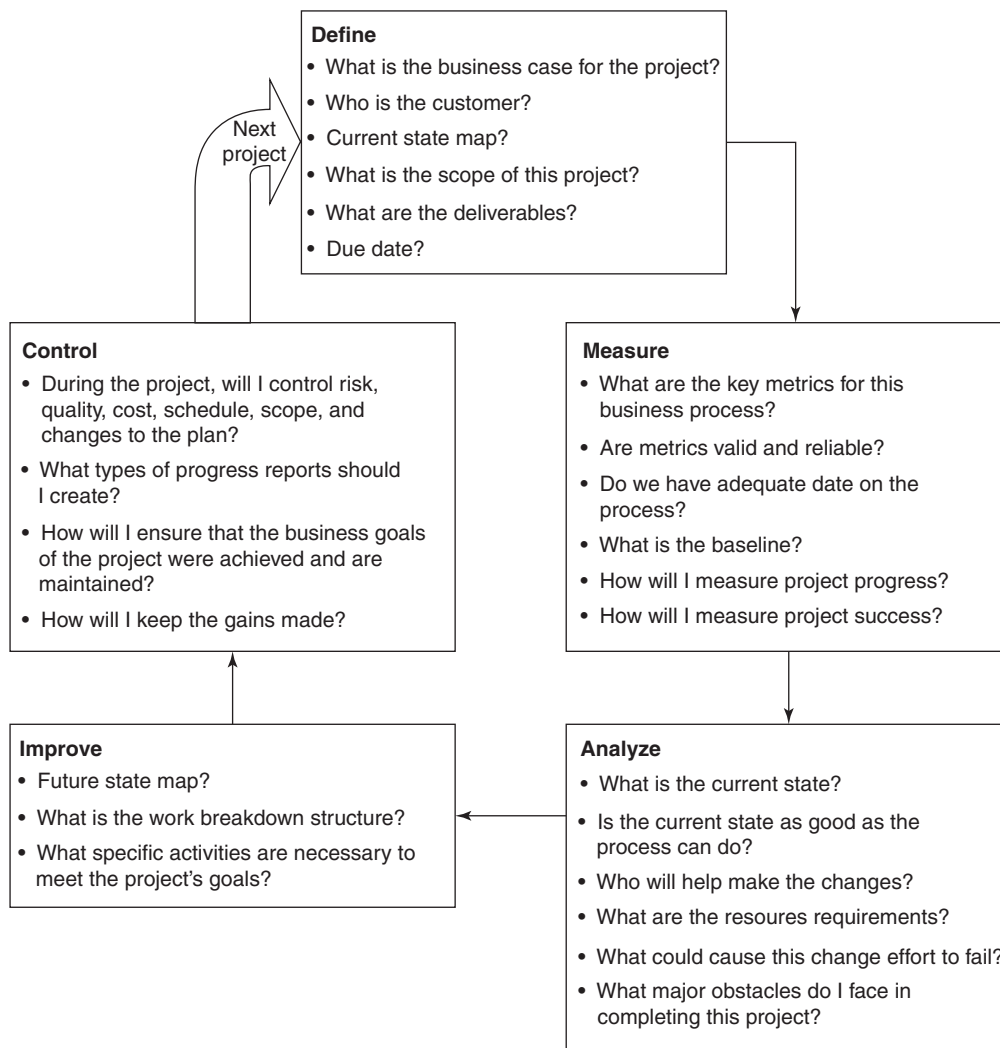 Define
• What is the business case for the project?
• Who is the customer?
• Current state map?
• What is the scope of this project?
• What are the deliverables?
• Due date?
Next
project
Measure
• What are the key metrics for this
business process?
• Are metrics valid and reliable?
• Do we have adequate date on the
process?
• What is the baseline?
• How will I measure project progress?
• How will I measure project success?
Analyze
• What is the current state?
• Is the current state as good as the
process can do?
• Who will help make the changes?
• What are the resoures requirements?
• What could cause this change effort to fail?
• What major obstacles do I face in
completing this project?
Improve
• Future state map?
• What is the work breakdown structure?
• What specific activities are necessary to
meet the project's goals?
Control
• During the project, will I control risk,
quality, cost, schedule, scope, and
changes to the plan?
• What types of progress reports should
I create?
• How will I ensure that the business goals
of the project were achieved and are
maintained?
• How will I keep the gains made?